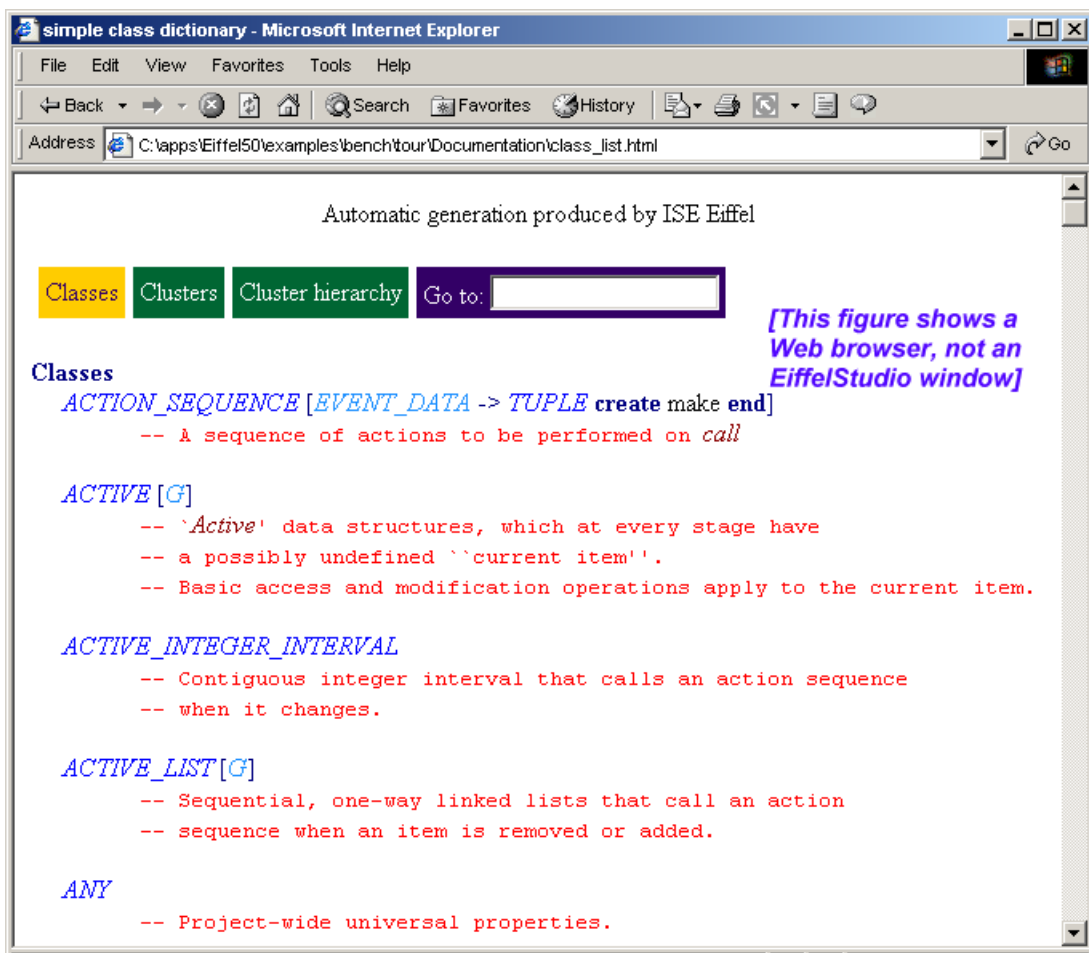 simple class dictionary - Microsoft Internet Explorer
File Edit View Favorites Tools Help
Back Search Favorites History
Address C:\apps\Eiffel50\examples\bench\tour\Documentation\class_list.html Go
Automatic generation produced by ISE Eiffel
Classes Clusters Cluster hierarchy Go to:
[This figure shows a
Web browser, not an
EiffelStudio window]
Classes
ACTION_SEQUENCE [EVENT_DATA -> TUPLE create make end]
-- A sequence of actions to be performed on call
ACTIVE [G]
-- `Active' data structures, which at every stage have
-- a possibly undefined ``current item''.
-- Basic access and modification operations apply to the current item.
ACTIVE_INTEGER_INTERVAL
-- Contiguous integer interval that calls an action sequence
-- when it changes.
ACTIVE_LIST [G]
-- Sequential, one-way linked lists that call an action
-- sequence when an item is removed or added.
ANY
-- Project-wide universal properties.